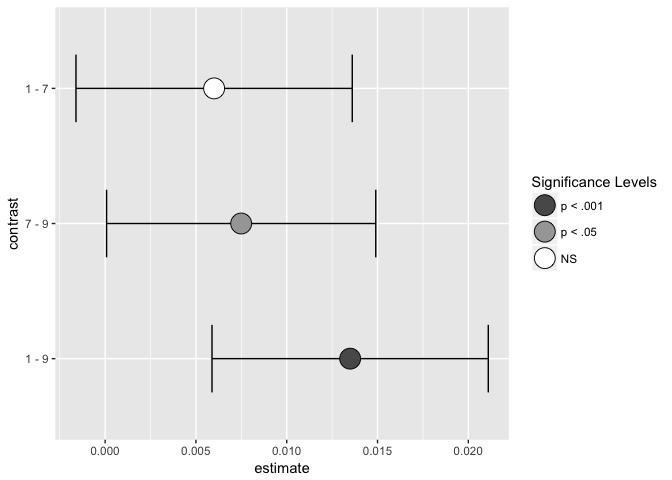 1 - 7
7 - 9
1 - 9
contrast
0.000 0.005 0.010 0.015 0.020
estimate
Significance Levels
p < .001
p < .05
NS